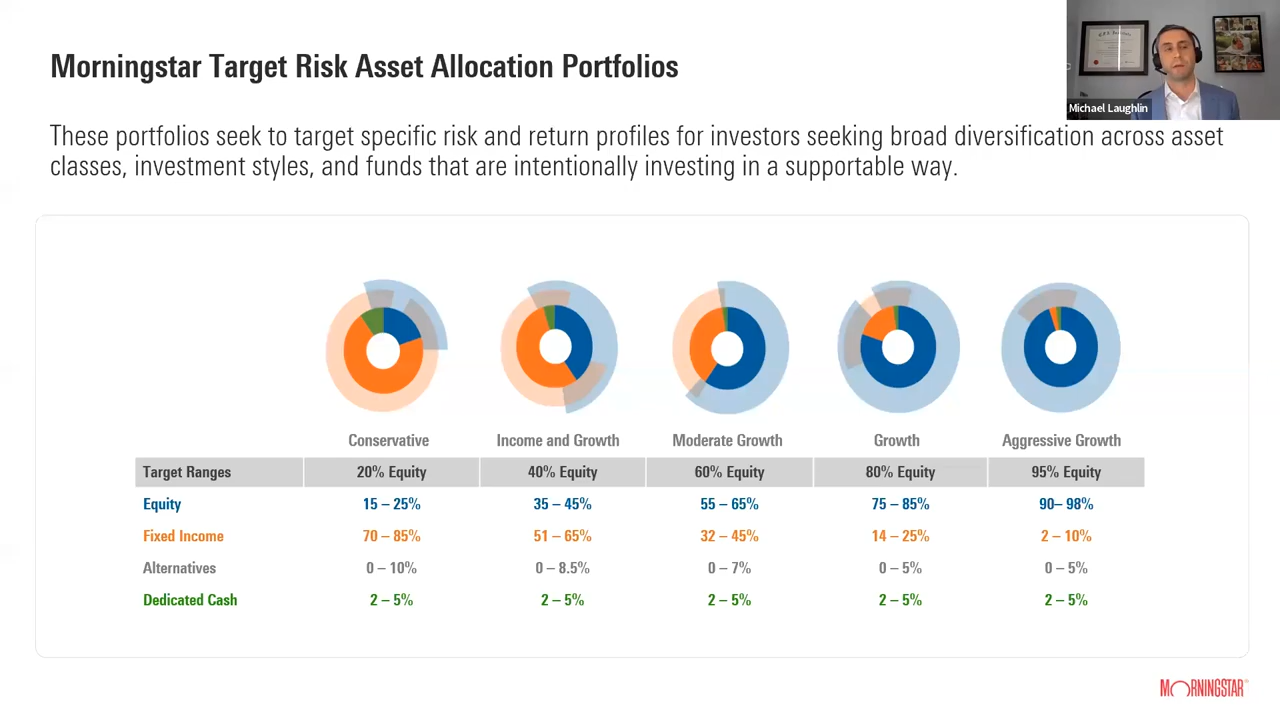 Morningstar Target Risk Asset Allocation Portfolios
Michael Laughlin
These portfolios seek to target specific risk and return profiles for investors seeking broad diversification across asset
classes, investment styles, and funds that are intentionally investing in a supportable way.
Conservative Income and Growth Moderate Growth Growth Aggressive Growth
Target Ranges 20% Equity 40% Equity 60% Equity 80% Equity 95% Equity
Equity 15 – 25% 35 – 45% 55 – 65% 75 – 85% 90– 98%
Fixed Income 70 – 85% 51 – 65% 32 – 45% 14 – 25% 2 – 10%
Alternatives 0 – 10% 0 – 8.5% 0 – 7% 0 – 5% 0 – 5%
Dedicated Cash 2 – 5% 2 – 5% 2 – 5% 2 – 5% 2 – 5%
MORNINGSTAR®